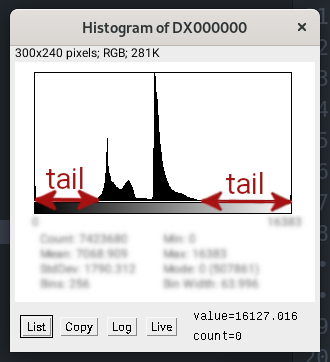 Histogram of DX000000 ×
300x240 pixels; RGB; 281K
tail tail
0 16383
Count: 7423680 Min: 0
Mean: 7068.909 Max: 16383
StdDev: 1790.312 Mode: 0 (507861)
Bins: 256 Bin Width: 63.996
value=16127.016
List Copy Log Live
count=0